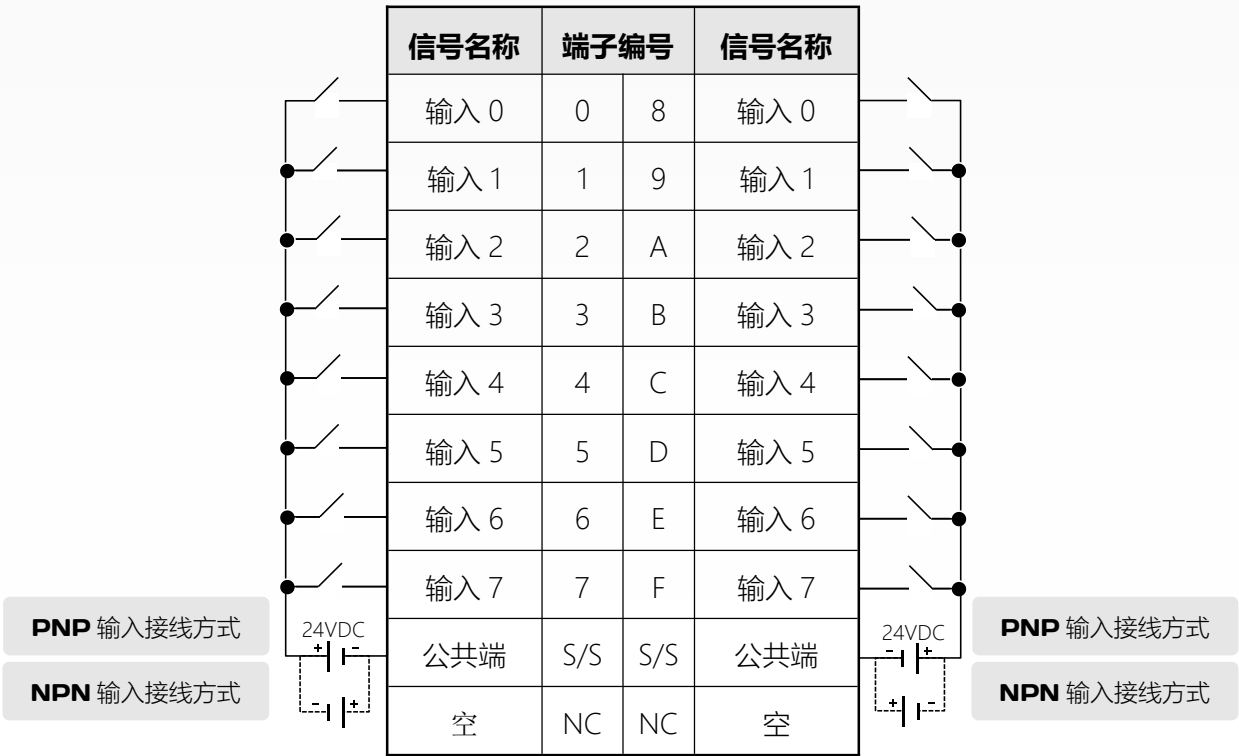 信号名称 端子编号 信号名称
输入 0 0 8 输入 0
输入 1 1 9 输入 1
输入 2 2 A 输入 2
输入 3 3 B 输入 3
输入 4 4 C 输入 4
输入 5 5 D 输入 5
输入 6 6 E 输入 6
输入 7 7 F 输入 7
公共端 S/S S/S 公共端
空 NC NC 空
PNP 输入接线方式
NPN 输入接线方式
24VDC
+ -
- +
24VDC
- +
+ -
PNP 输入接线方式
NPN 输入接线方式